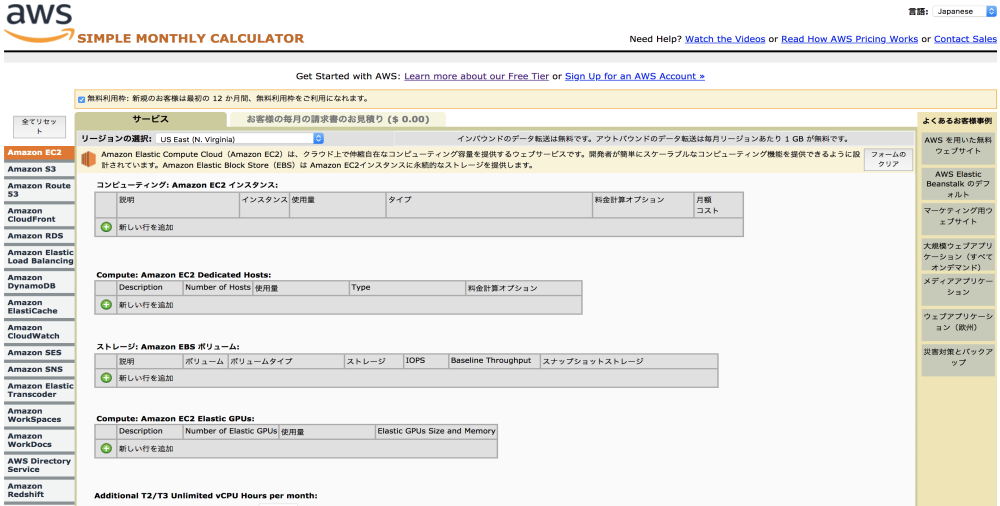 aws
言語: Japanese
SIMPLE MONTHLY CALCULATOR
Need Help? Watch the Videos or Read How AWS Pricing Works or Contact Sales
Get Started with AWS: Learn more about our Free Tier or Sign Up for an AWS Account »
無料利用枠: 新規のお客様は最初の 12 か月間、無料利用枠をご利用になれます。
全てリセッ
ト
サービス
お客様の毎月の請求書のお見積り ($ 0.00)
リージョンの選択: US East (N. Virginia)
インバウンドのデータ転送は無料です。アウトバウンドのデータ転送は毎月リージョンあたり 1 GB が無料です。
Amazon Elastic Compute Cloud（Amazon EC2）は、クラウド上で伸縮自在なコンピューティング容量を提供するウェブサービスです。開発者が簡単にスケーラブルなコンピューティング機能を提供できるように設
計されています。Amazon Elastic Block Store（EBS）は Amazon EC2インスタンスに永続的なストレージを提供します。
フォームの
クリア
Amazon EC2
Amazon S3
Amazon Route
53
Amazon
CloudFront
Amazon RDS
Amazon Elastic
Load Balancing
Amazon
DynamoDB
Amazon
ElastiCache
Amazon
CloudWatch
Amazon SES
Amazon SNS
Amazon Elastic
Transcoder
Amazon
WorkSpaces
Amazon
WorkDocs
AWS Directory
Service
Amazon
Redshift
コンピューティング: Amazon EC2 インスタンス:
説明 インスタンス 使用量 タイプ 料金計算オプション 月額
コスト
新しい行を追加
Compute: Amazon EC2 Dedicated Hosts:
Description Number of Hosts 使用量 Type 料金計算オプション
新しい行を追加
ストレージ: Amazon EBS ボリューム:
説明 ボリューム ボリュームタイプ ストレージ IOPS Baseline Throughput スナップショットストレージ
新しい行を追加
Compute: Amazon EC2 Elastic GPUs:
Description Number of Elastic GPUs 使用量 Elastic GPUs Size and Memory
新しい行を追加
Additional T2/T3 Unlimited vCPU Hours per month:
よくあるお客様事例
AWS を用いた無料
ウェブサイト
AWS Elastic
Beanstalk のデフ
ォルト
マーケティング用ウ
ェブサイト
大規模ウェブアプリ
ケーション（すべて
オンデマンド）
メディアアプリケー
ション
ウェブアプリケーシ
ョン（欧州）
災害対策とバックア
ップ